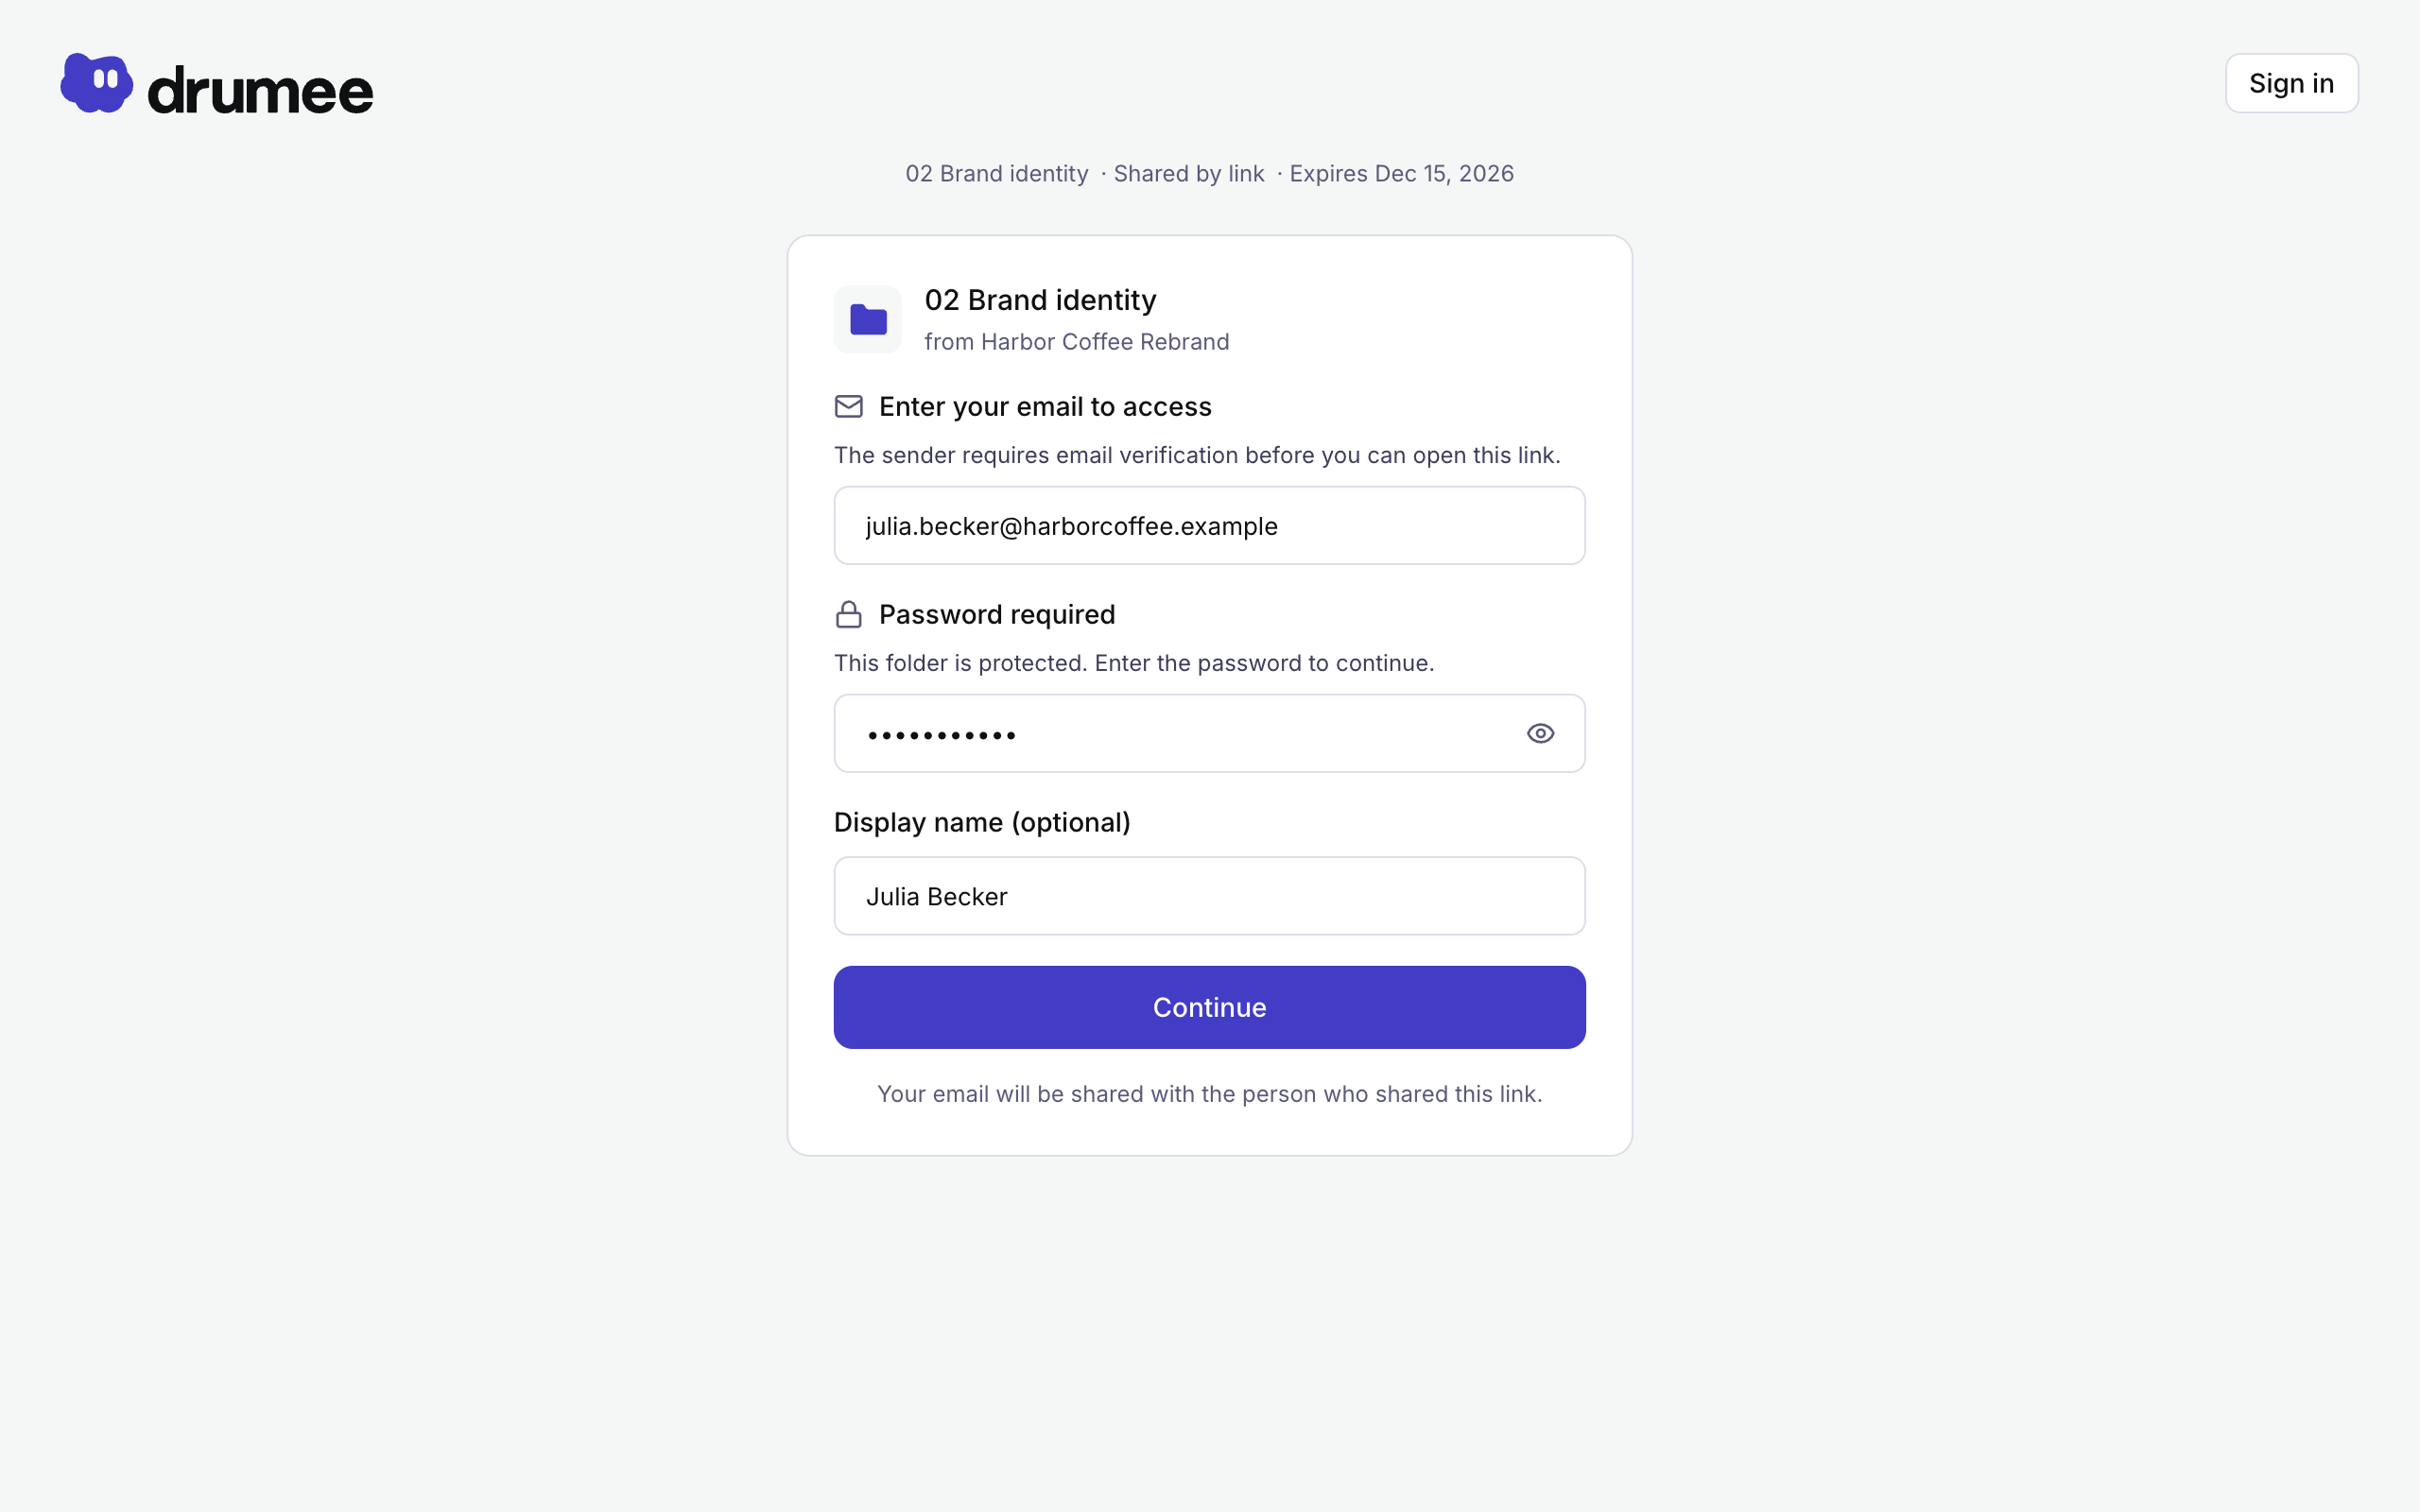 drumee
Sign in
02 Brand identity · Shared by link · Expires Dec 15, 2026
02 Brand identity
from Harbor Coffee Rebrand
Enter your email to access
The sender requires email verification before you can open this link.
julia.becker@harborcoffee.example
Password required
This folder is protected. Enter the password to continue.
•••••••••••
Display name (optional)
Julia Becker
Continue
Your email will be shared with the person who shared this link.